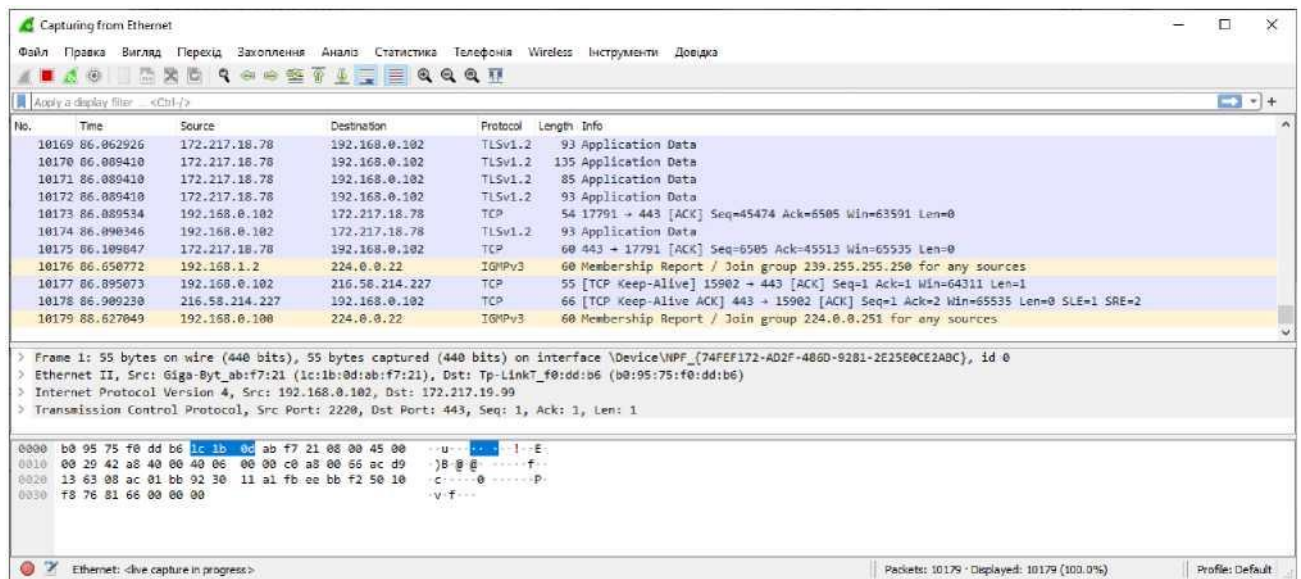 Capturing from Ethernet
Файл Правка Вигляд Перехід Захоплення Аналіз Статистика Телефонія Wireless Інструменти Довідка
Apply a display filter ... <Ctrl-/>
No. Time Source Destination Protocol Length Info
10169 86.062926 172.217.18.78 192.168.0.102 TLSv1.2 93 Application Data
10170 86.089410 172.217.18.78 192.168.0.102 TLSv1.2 135 Application Data
10171 86.089410 172.217.18.78 192.168.0.102 TLSv1.2 85 Application Data
10172 86.089410 172.217.18.78 192.168.0.102 TLSv1.2 93 Application Data
10173 86.089534 192.168.0.102 172.217.18.78 TCP 54 17791 → 443 [ACK] Seq=45474 Ack=6505 Win=63591 Len=0
10174 86.090346 192.168.0.102 172.217.18.78 TLSv1.2 93 Application Data
10175 86.109847 172.217.18.78 192.168.0.102 TCP 60 443 → 17791 [ACK] Seq=6505 Ack=45513 Win=65535 Len=0
10176 86.650772 192.168.1.2 224.0.0.22 IGMPv3 60 Membership Report / Join group 239.255.255.250 for any sources
10177 86.895073 192.168.0.102 216.58.214.227 TCP 55 [TCP Keep-Alive] 15902 → 443 [ACK] Seq=1 Ack=1 Win=64311 Len=1
10178 86.909230 216.58.214.227 192.168.0.102 TCP 66 [TCP Keep-Alive ACK] 443 → 15902 [ACK] Seq=1 Ack=2 Win=65535 Len=0 SLE=1 SRE=2
10179 88.627049 192.168.0.100 224.0.0.22 IGMPv3 60 Membership Report / Join group 224.0.0.251 for any sources
> Frame 1: 55 bytes on wire (440 bits), 55 bytes captured (440 bits) on interface \Device\NPF_{74FEF172-AD2F-486D-9281-2E25E0CE2ABC}, id 0
> Ethernet II, Src: Giga-Byt_ab:f7:21 (1c:1b:0d:ab:f7:21), Dst: Tp-LinkT_f0:dd:b6 (b0:95:75:f0:dd:b6)
> Internet Protocol Version 4, Src: 192.168.0.102, Dst: 172.217.19.99
> Transmission Control Protocol, Src Port: 2220, Dst Port: 443, Seq: 1, Ack: 1, Len: 1
0000 b0 95 75 f0 dd b6 1c 1b 0d ab f7 21 08 00 45 00 ··u··· ·· · ··!··E·
0010 00 29 42 a8 40 00 40 06 00 00 c0 a8 00 66 ac d9 ·)B·@·@· ·····f··
0020 13 63 08 ac 01 bb 92 30 11 a1 fb ee bb f2 50 10 ·c·····0 ······P·
0030 f8 76 81 66 00 00 00 ·v·f···
Ethernet: <live capture in progress>
Packets: 10179 · Displayed: 10179 (100.0%)
Profile: Default